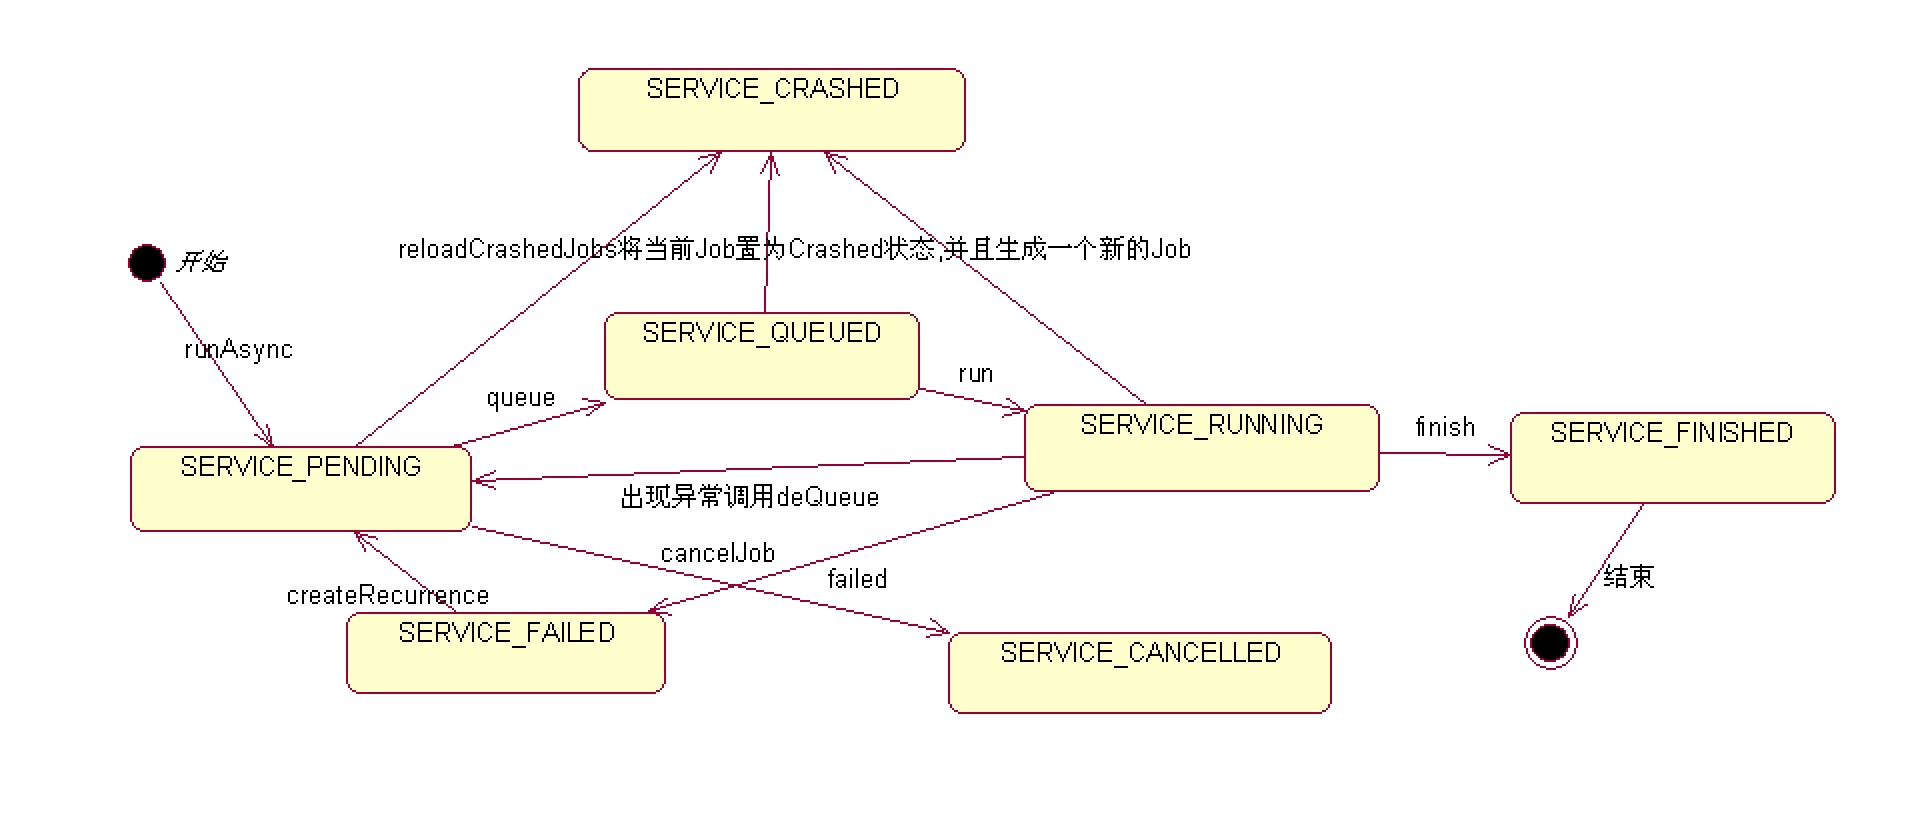 SERVICE_CRASHED
reloadCrashedJobs将当前Job置为Crashed状态,并且生成一个新的Job
开始
SERVICE_QUEUED
runAsync
run
queue
SERVICE_RUNNING
finish
SERVICE_FINISHED
SERVICE_PENDING
出现异常调用deQueue
cancelJob
failed
结束
createRecurrence
SERVICE_FAILED
SERVICE_CANCELLED